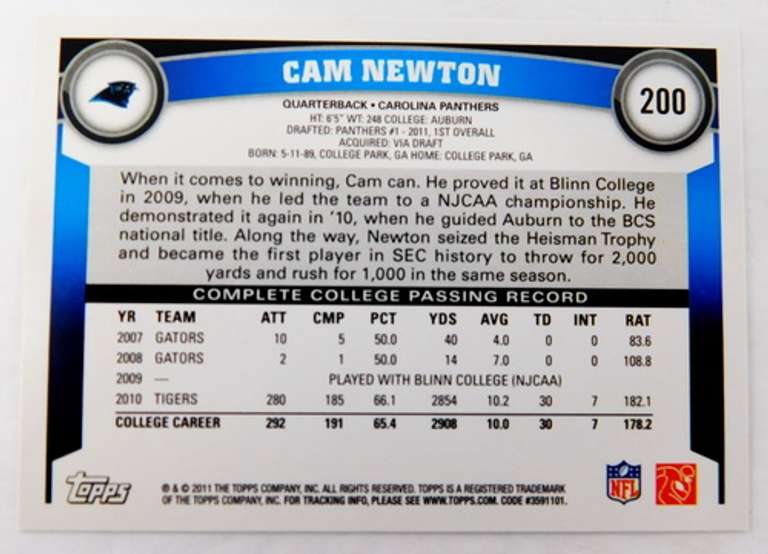 CAM NEWTON
200
QUARTERBACK • CAROLINA PANTHERS
HT: 6'5" WT: 248 COLLEGE: AUBURN
DRAFTED: PANTHERS #1 - 2011, 1ST OVERALL
ACQUIRED: VIA DRAFT
BORN: 5-11-89, COLLEGE PARK, GA HOME: COLLEGE PARK, GA
When it comes to winning, Cam can. He proved it at Blinn College
in 2009, when he led the team to a NJCAA championship. He
demonstrated it again in '10, when he guided Auburn to the BCS
national title. Along the way, Newton seized the Heisman Trophy
and became the first player in SEC history to throw for 2,000
yards and rush for 1,000 in the same season.
COMPLETE COLLEGE PASSING RECORD
YR TEAM ATT CMP PCT YDS AVG TD INT RAT
2007 GATORS 10 5 50.0 40 4.0 0 0 83.6
2008 GATORS 2 1 50.0 14 7.0 0 0 108.8
2009 — PLAYED WITH BLINN COLLEGE (NJCAA)
2010 TIGERS 280 185 66.1 2854 10.2 30 7 182.1
COLLEGE CAREER 292 191 65.4 2908 10.0 30 7 178.2
Topps
® & © 2011 THE TOPPS COMPANY, INC. ALL RIGHTS RESERVED. TOPPS IS A REGISTERED TRADEMARK
OF THE TOPPS COMPANY, INC. FOR TRACKING INFO, PLEASE SEE WWW.TOPPS.COM. CODE #3591101.
NFL